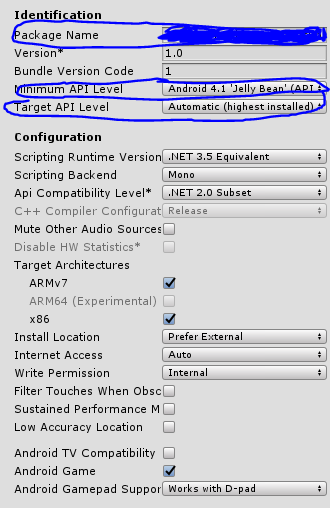 Identification
Package Name
Version* 1.0
Bundle Version Code 1
Minimum API Level Android 4.1 'Jelly Bean' (API
Target API Level Automatic (highest installed)
Configuration
Scripting Runtime Version .NET 3.5 Equivalent
Scripting Backend Mono
Api Compatibility Level* .NET 2.0 Subset
C++ Compiler Configurat Release
Mute Other Audio Sources
Disable HW Statistics*
Target Architectures
ARMv7
ARM64 (Experimental)
x86
Install Location Prefer External
Internet Access Auto
Write Permission Internal
Filter Touches When Obsc
Sustained Performance M
Low Accuracy Location
Android TV Compatibility
Android Game
Android Gamepad Suppor Works with D-pad